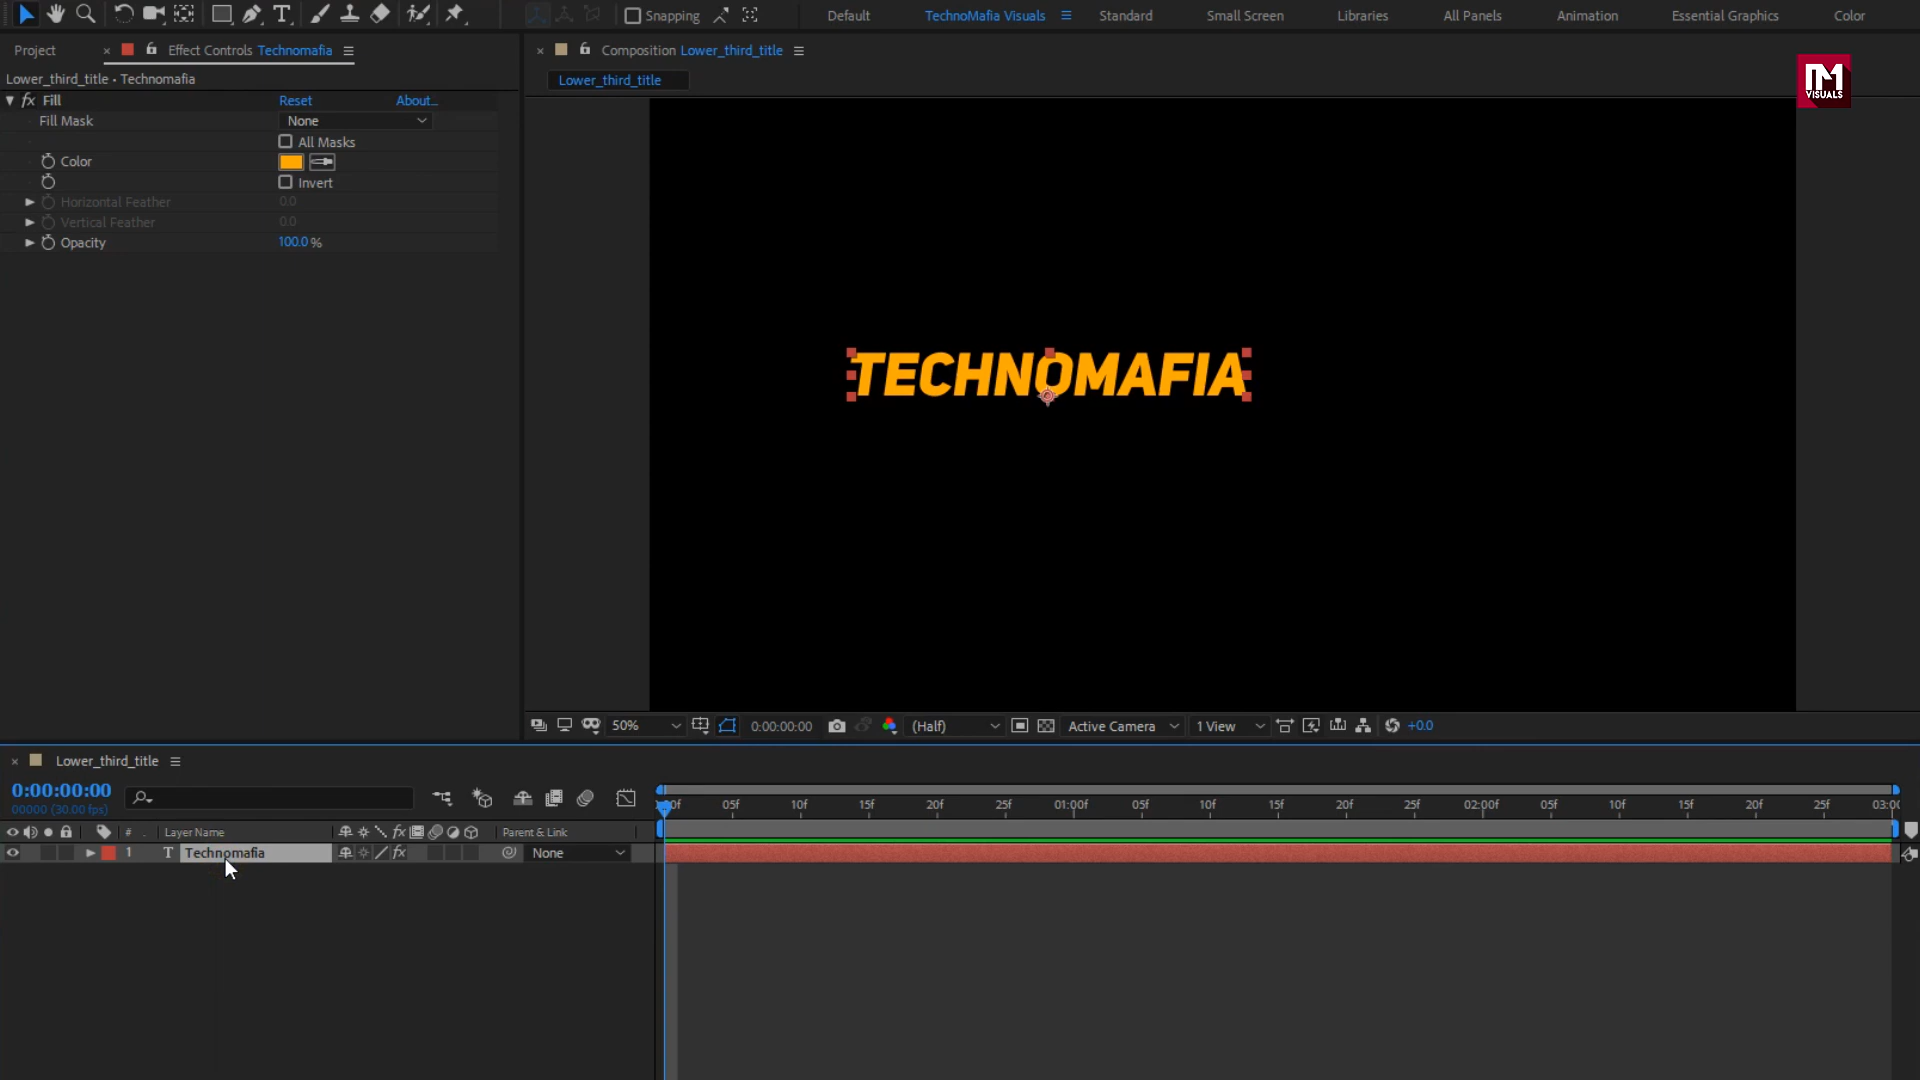 Snapping
Default
TechnoMafia Visuals
Standard
Small Screen
Libraries
All Panels
Animation
Essential Graphics
Color
Project
Effect Controls Technomafia
Composition Lower_third_title
Lower_third_title • Technomafia
Lower_third_title
VISUALS
fx Fill
Reset
About...
Fill Mask
None
All Masks
Color
Invert
Horizontal Feather
0.0
Vertical Feather
0.0
Opacity
100.0 %
TECHNOMAFIA
50%
0:00:00:00
(Half)
Active Camera
1 View
+0.0
Lower_third_title
0:00:00:00
00000 (30.00 fps)
05f
10f
15f
20f
25f
01:00f
05f
10f
15f
20f
25f
02:00f
05f
10f
15f
20f
25f
03:00
#
Layer Name
fx
Parent & Link
1
T
Technomafia
fx
None